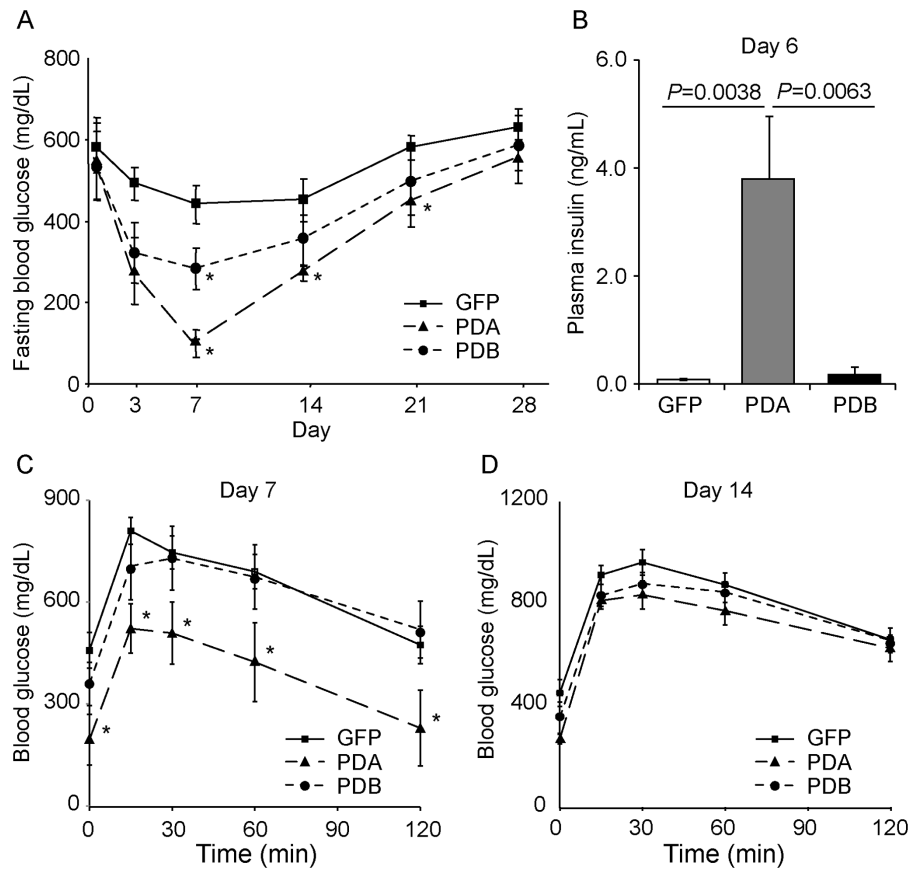 A
Fasting blood glucose (mg/dL)
800
600
400
200
0
*
*
*
*
GFP
PDA
PDB
0 3 7 14 21 28
Day
B
Day 6
Plasma insulin (ng/mL)
6.0
4.0
2.0
0.0
P=0.0038 P=0.0063
GFP PDA PDB
C
Day 7
Blood glucose (mg/dL)
900
600
300
0
*
*
*
*
*
GFP
PDA
PDB
0 30 60 90 120
Time (min)
D
Day 14
Blood glucose (mg/dL)
1200
800
400
0
GFP
PDA
PDB
0 30 60 90 120
Time (min)